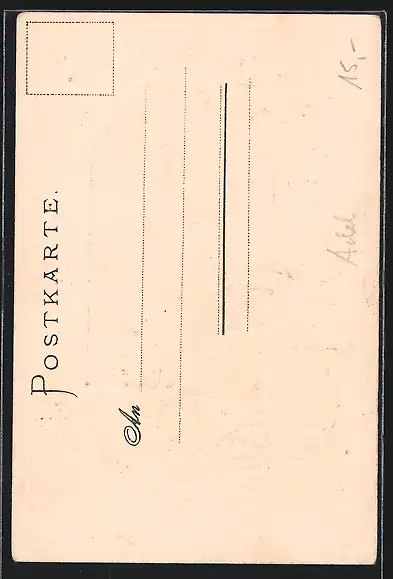 POSTKARTE.
An
15,-
Adel